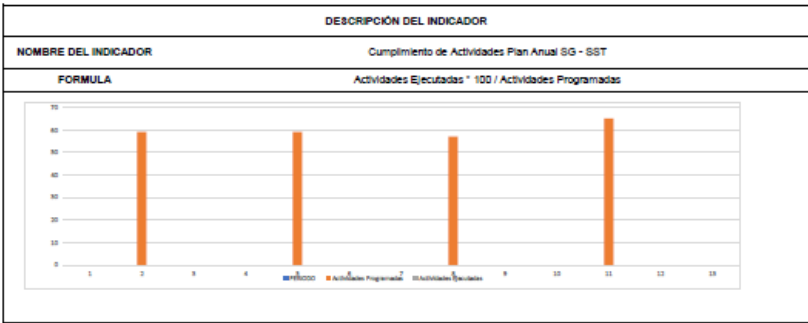 DESCRIPCIÓN DEL INDICADOR
NOMBRE DEL INDICADOR Cumplimiento de Actividades Plan Anual SG - SST
FORMULA Actividades Ejecutadas * 100 / Actividades Programadas
70
60
50
40
30
20
10
0
1 2 3 4 5 6 7 8 9 10 11 12 13
PERIODO Actividades Programadas Actividades Ejecutadas